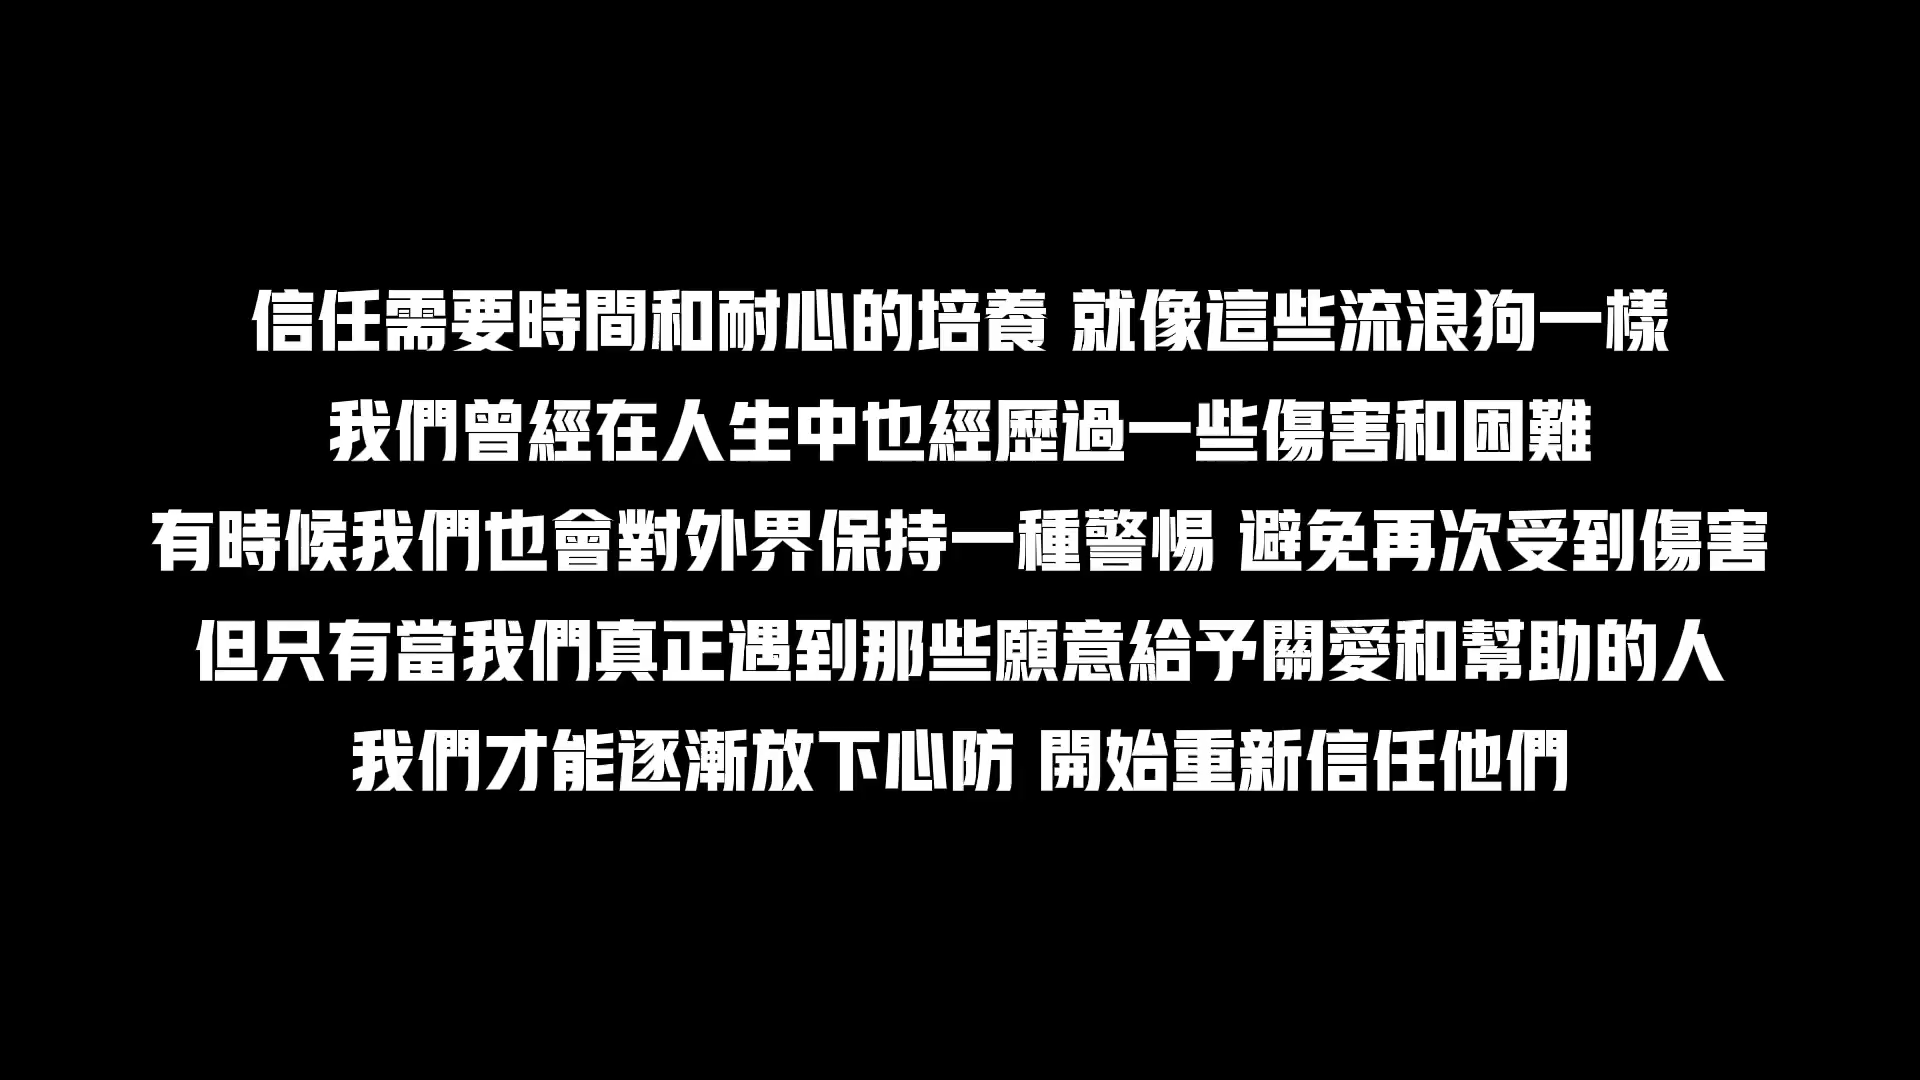 信任需要時間和耐心的培養 就像這些流浪狗一樣
我們曾經在人生中也經歷過一些傷害和困難
有時候我們也會對外界保持一種警惕 避免再次受到傷害
但只有當我們真正遇到那些願意給予關愛和幫助的人
我們才能逐漸放下心防 開始重新信任他們